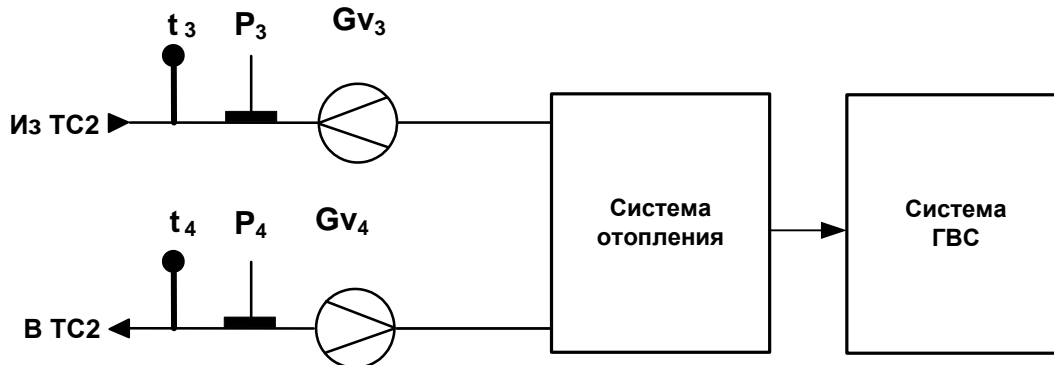 t 3 P3 Gv3
Из ТС2
t 4 P4 Gv4
В ТС2
Система
отопления
Система
ГВС